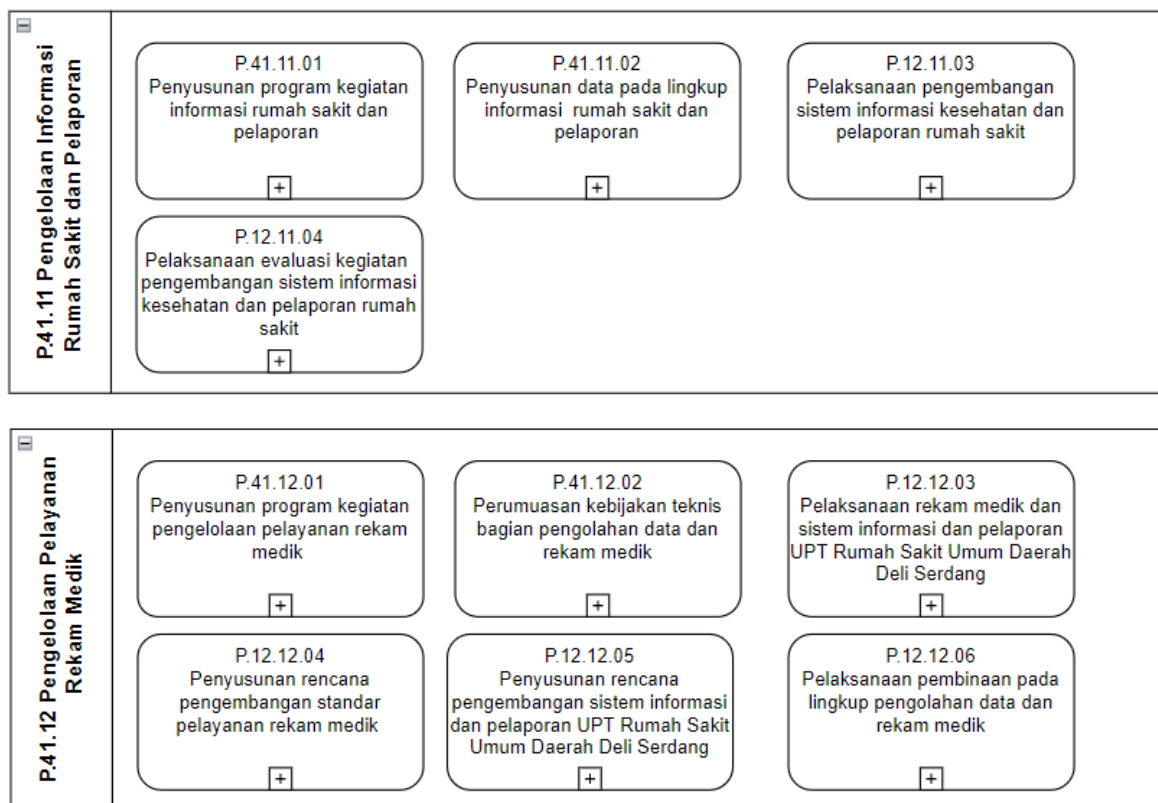 P.41.11 Pengelolaan Informasi
Rumah Sakit dan Pelaporan
P.41.11.01
Penyusunan program kegiatan
informasi rumah sakit dan
pelaporan
P.41.11.02
Penyusunan data pada lingkup
informasi rumah sakit dan
pelaporan
P.12.11.03
Pelaksanaan pengembangan
sistem informasi kesehatan dan
pelaporan rumah sakit
P.12.11.04
Pelaksanaan evaluasi kegiatan
pengembangan sistem informasi
kesehatan dan pelaporan rumah
sakit
P.41.12 Pengelolaan Pelayanan
Rekam Medik
P.41.12.01
Penyusunan program kegiatan
pengelolaan pelayanan rekam
medik
P.41.12.02
Perumuasan kebijakan teknis
bagian pengolahan data dan
rekam medik
P.12.12.03
Pelaksanaan rekam medik dan
sistem informasi dan pelaporan
UPT Rumah Sakit Umum Daerah
Deli Serdang
P.12.12.04
Penyusunan rencana
pengembangan standar
pelayanan rekam medik
P.12.12.05
Penyusunan rencana
pengembangan sistem informasi
dan pelaporan UPT Rumah Sakit
Umum Daerah Deli Serdang
P.12.12.06
Pelaksanaan pembinaan pada
lingkup pengolahan data dan
rekam medik